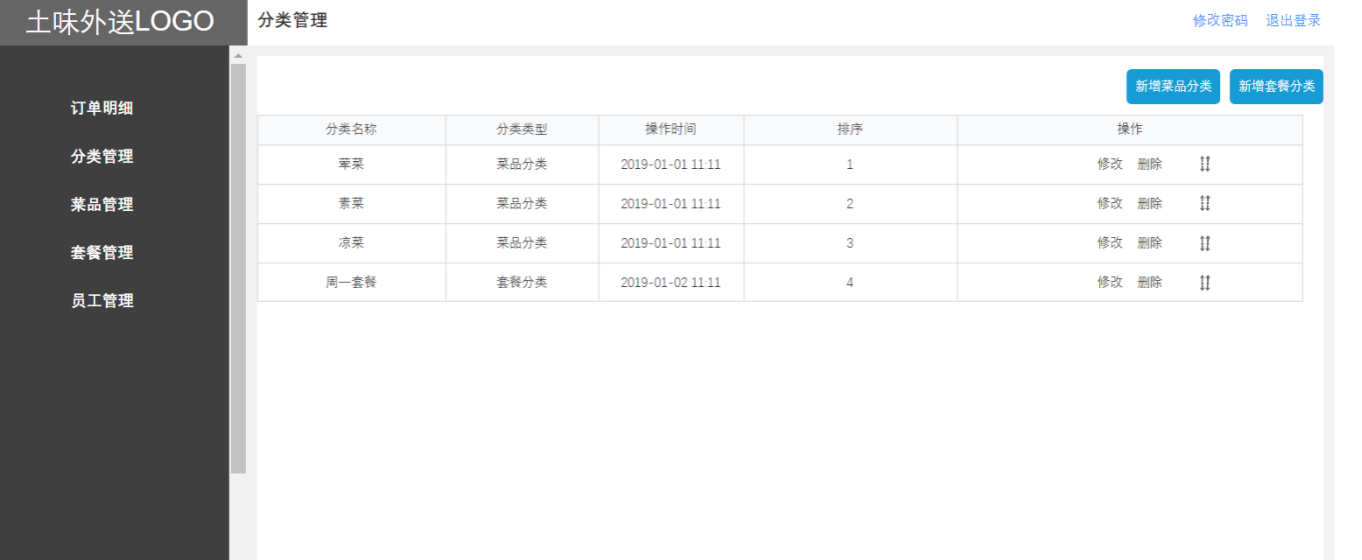 土味外送LOGO
分类管理
修改密码 退出登录
订单明细
分类管理
菜品管理
套餐管理
员工管理
新增菜品分类 新增套餐分类
分类名称 分类类型 操作时间 排序 操作
荤菜 菜品分类 2019-01-01 11:11 1 修改 删除
素菜 菜品分类 2019-01-01 11:11 2 修改 删除
凉菜 菜品分类 2019-01-01 11:11 3 修改 删除
周一套餐 套餐分类 2019-01-02 11:11 4 修改 删除